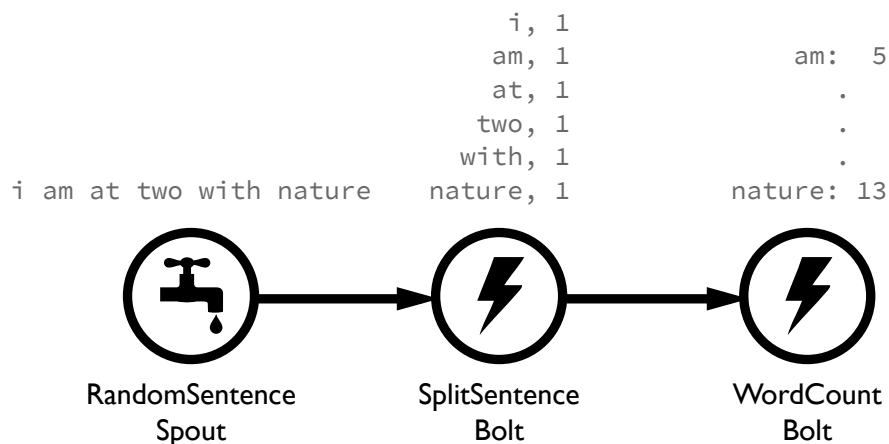 i, 1
am, 1
at, 1
two, 1
with, 1
nature, 1
am: 5
.
.
.
nature: 13
i am at two with nature
RandomSentence
Spout
SplitSentence
Bolt
WordCount
Bolt